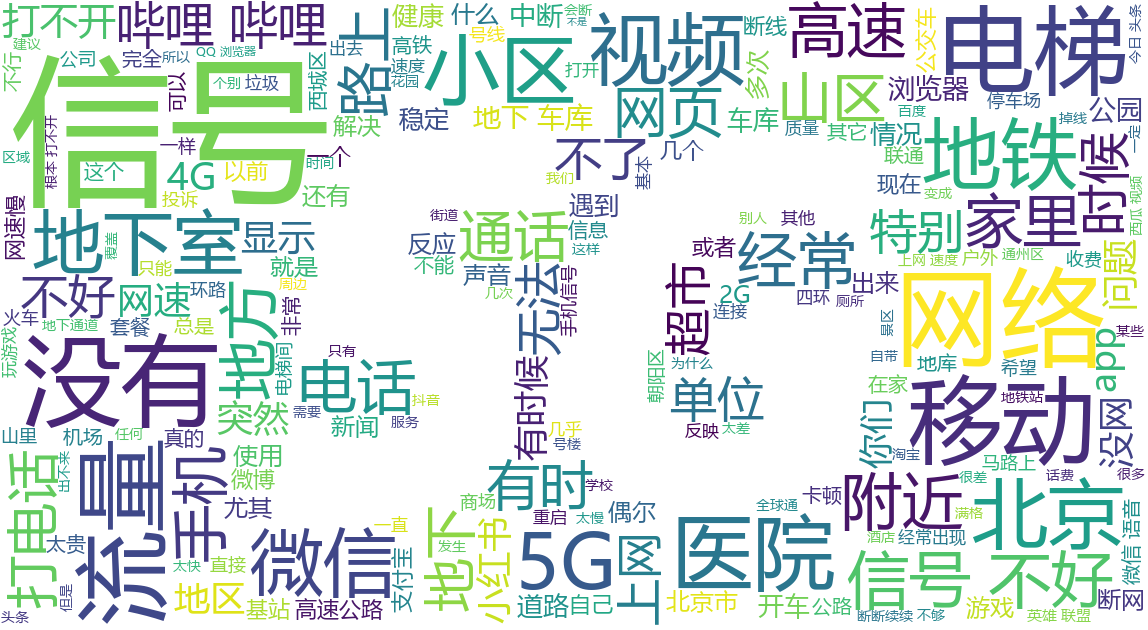 打不开
哔哩 哔哩
路上
健康
什么
中断
会断
不是
视频
高速
电梯
今日 头条
建议
公司
完全
所以
QQ 浏览器
出去
高铁
号线
速度
花园
小区
断线
打开
多次
公交车
不行
信号
个别
垃圾
可以
西城区
解决
稳定
地下 车库
网页
车库
山区
浏览器
百度
停车场
公园
掉线
一定
根本 打不开
区域
这个
一样
4G
以前
一个
时间
投诉
还有
不了
几个
基本
我们
质量
其它
情况
联通
现在
变成
地铁
时候
西瓜 视频
网速慢
地下室
覆盖
显示
只能
就是
周边
街道
反应
不能
通话
声音
几次
遇到
信息
这样
别人
其他
或者
经常
特别
家里
上网 速度
户外
通州区
收费
问题
不好
网速
环路
地方
非常
无法
手机信号
超市
2G
连接
四环
厕所
出来
景区
网络
某些
火车
地下通道
套餐
总是
玩游戏
没有
电梯间
只有
电话
抖音
有时候
为什么
朝阳区
单位
自带
地库
希望
app
在家
移动
地铁站
没网
突然
新闻
需要
服务
几乎
号楼
反映
太差
你们
淘宝
马路上
很差
话费
很多
山里
机场
任何
真的
使用
微博
打电话
出不来
流量
手机
尤其
有时
学校
商场
重启
太慢
偶尔
全球通
卡顿
附近
满格
酒店
经常出现
北京
微信 语音
太贵
但是
太快
直接
微信
一直
支付宝
地下
发生
小红书
5G
上网
医院
信号 不好
断网
头条
地区
基站
高速公路
道路
自己
北京市
开车
公路
断断续续
不够
游戏
英雄 联盟